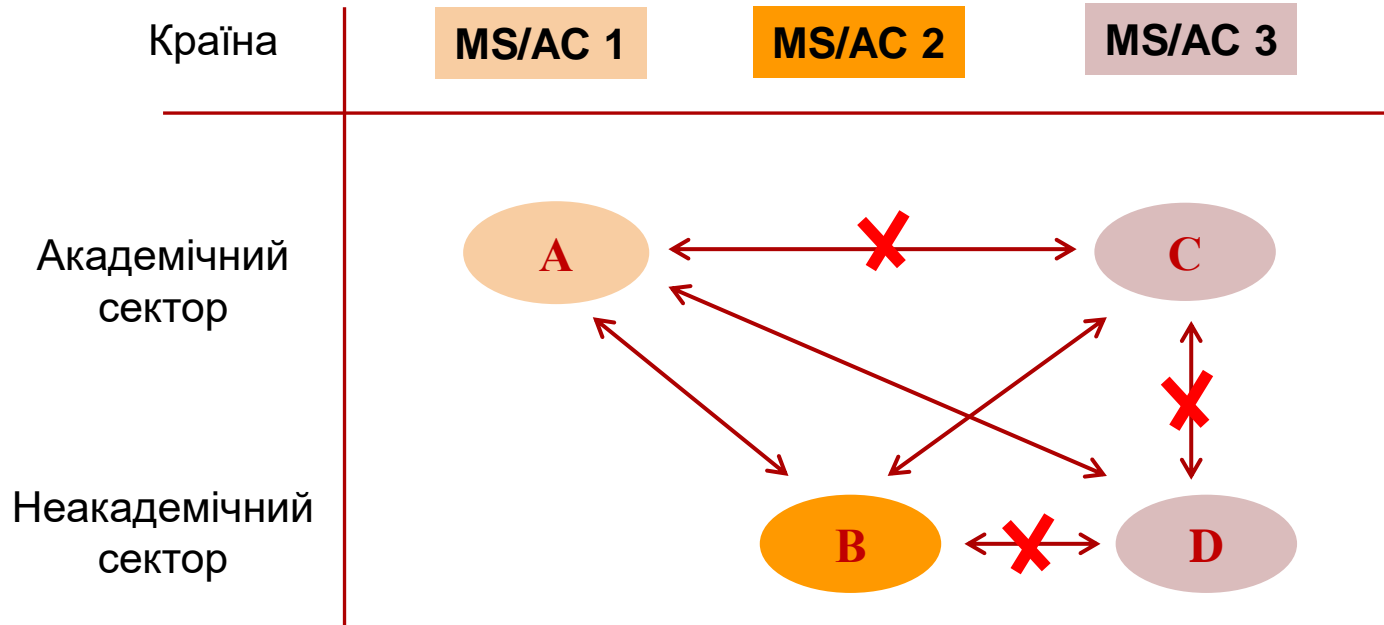 Країна
MS/AC 1
MS/AC 2
MS/AC 3
Академічний
сектор
A
C
Неакадемічний
сектор
B
D